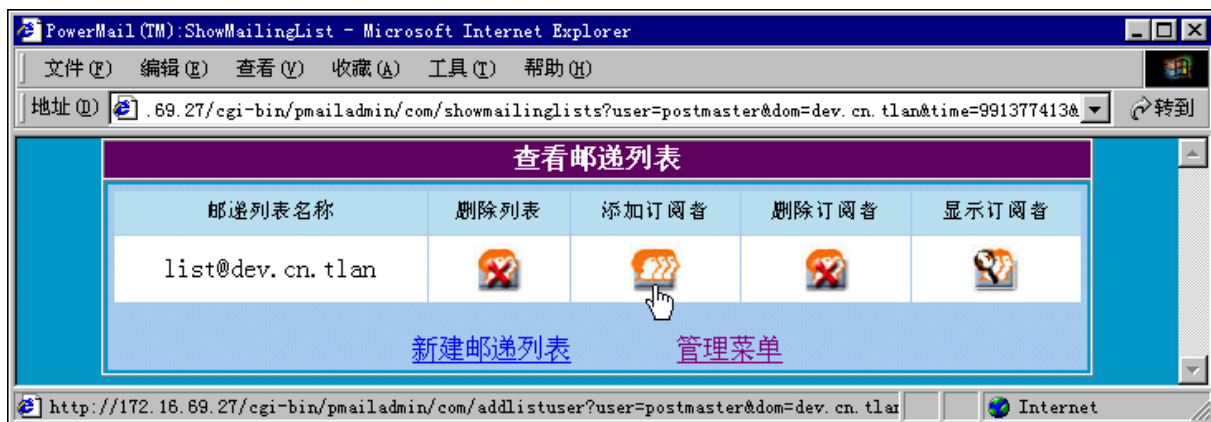 PowerMail(TM):ShowMailingList - Microsoft Internet Explorer
文件(F) 编辑(E) 查看(V) 收藏(A) 工具(T) 帮助(H)
地址(D) .69.27/cgi-bin/pmailadmin/com/showmailinglists?user=postmaster&dom=dev.cn.tlan&time=991377413& 转到
查看邮递列表
邮递列表名称 删除列表 添加订阅者 删除订阅者 显示订阅者
list@dev.cn.tlan
新建邮递列表 管理菜单
http://172.16.69.27/cgi-bin/pmailadmin/com/addlistuser?user=postmaster&dom=dev.cn.tlan Internet